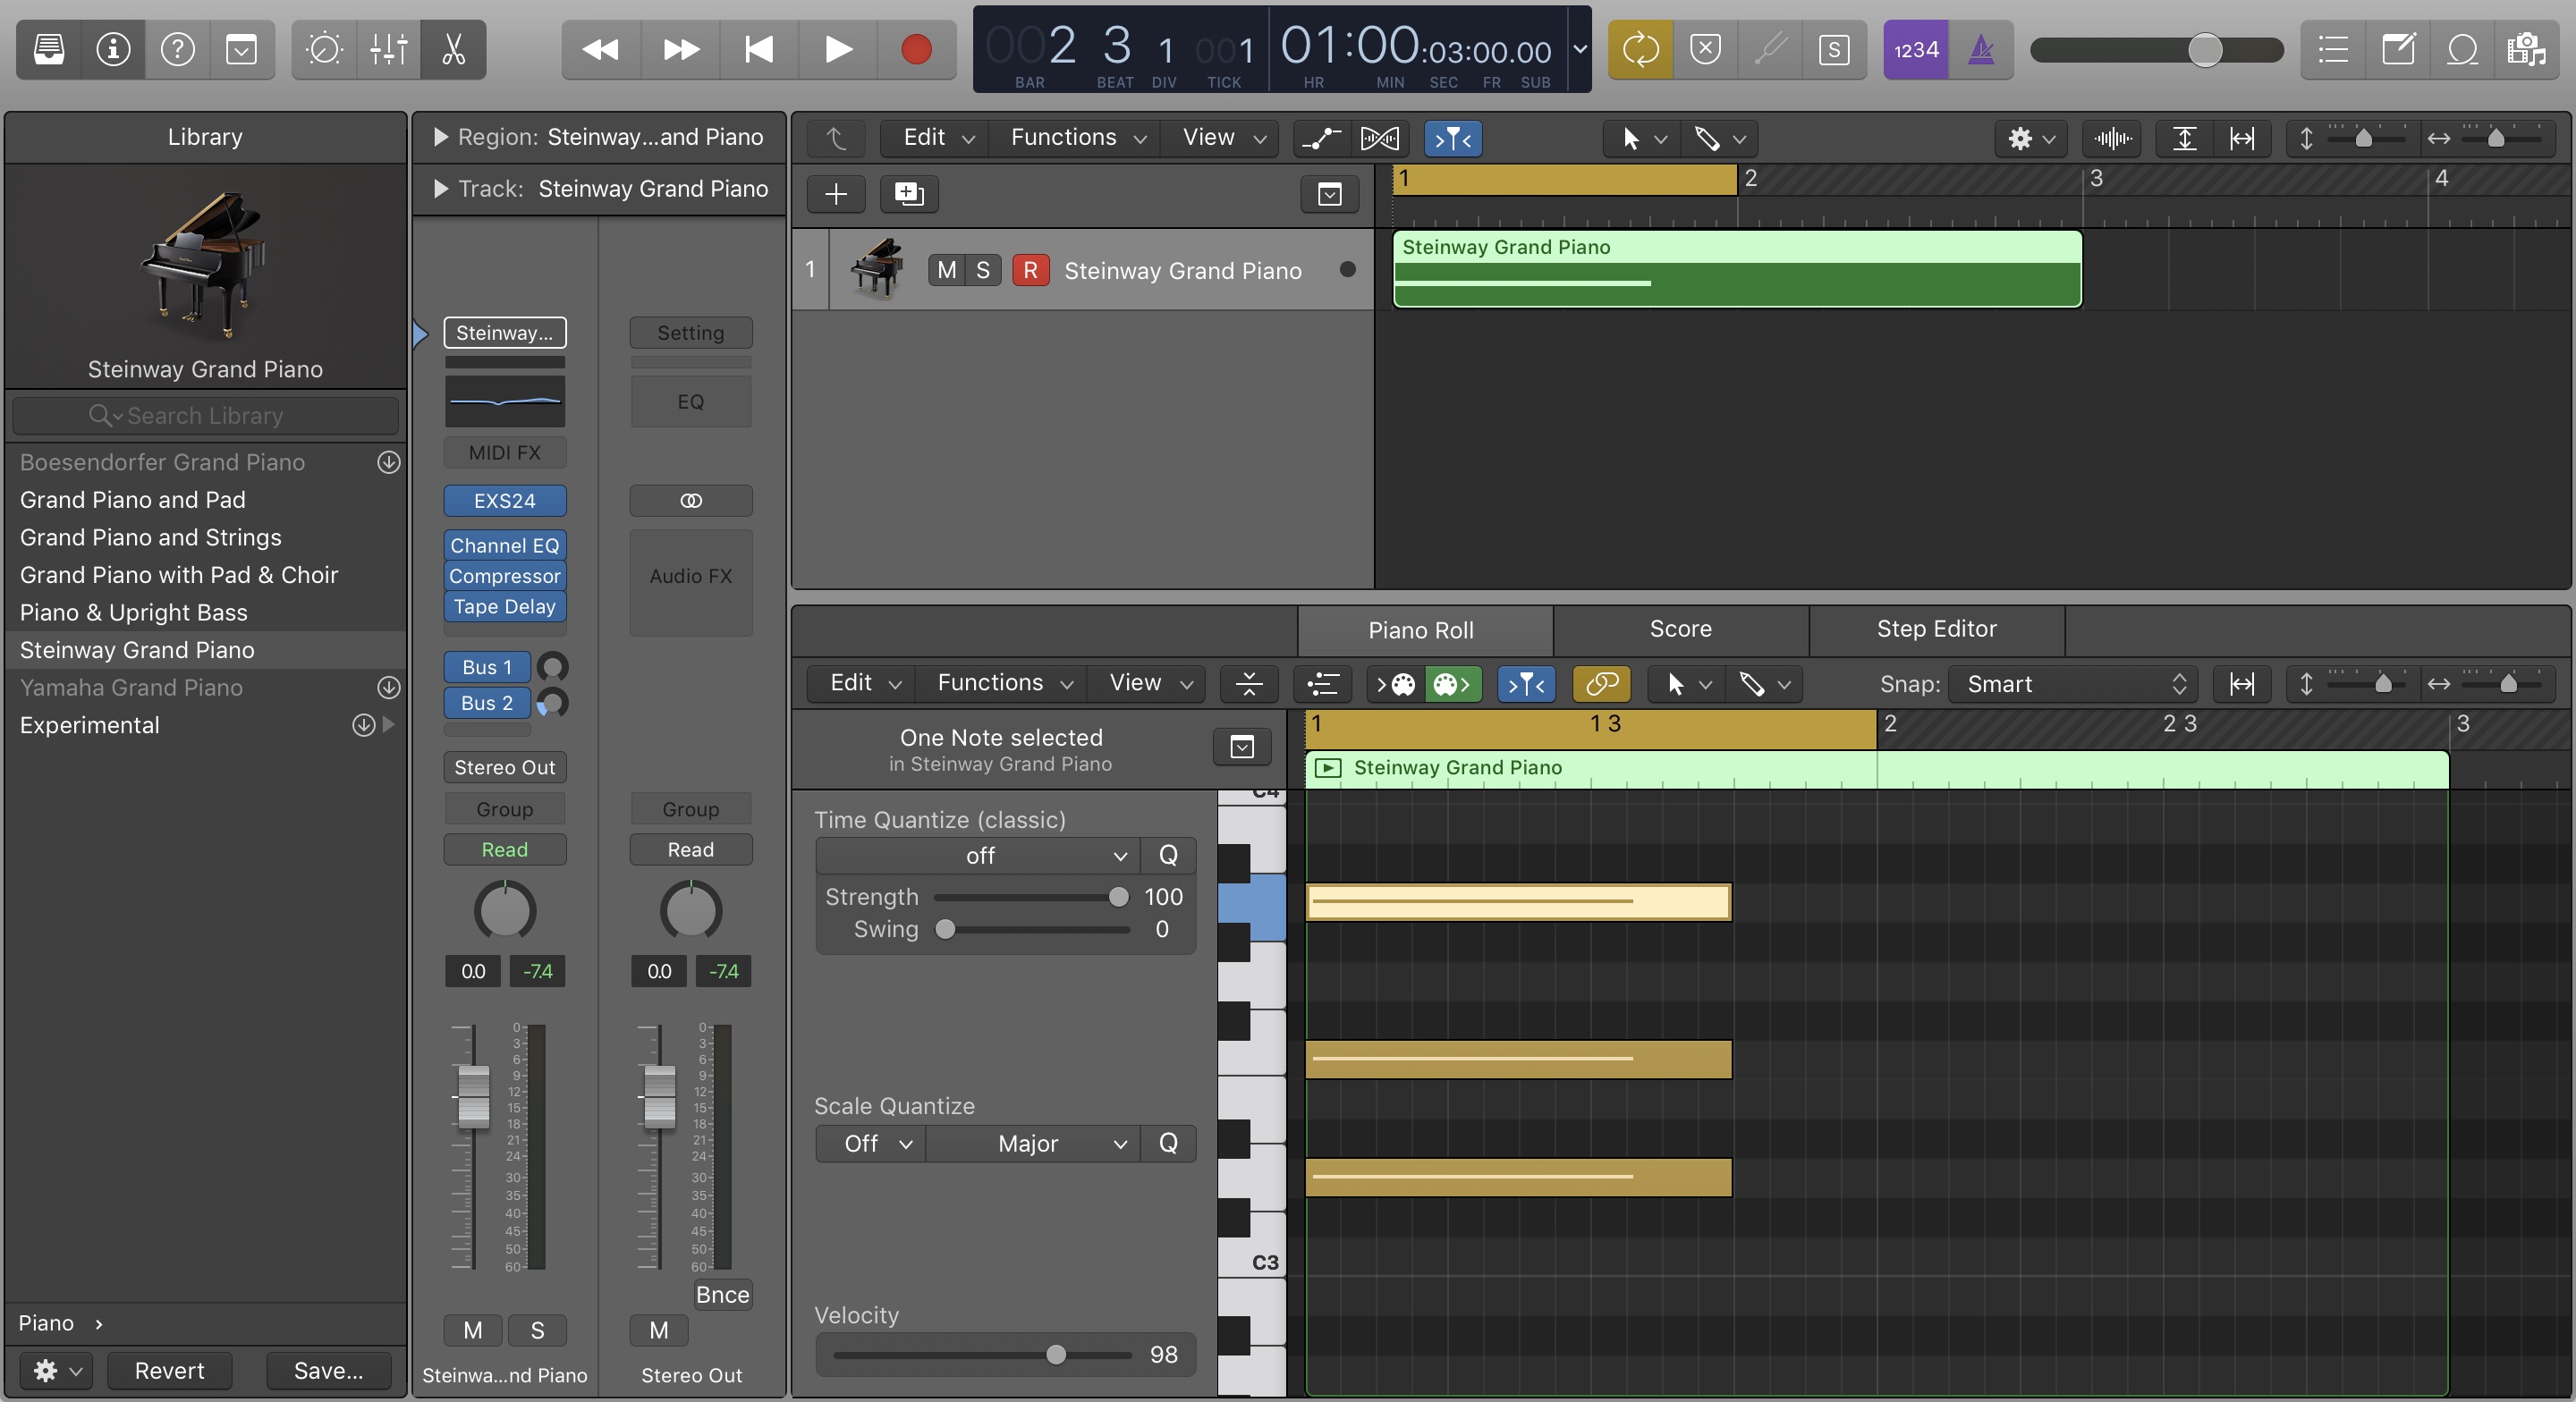 002 3 1 001 01:00:03:00.00
BAR BEAT DIV TICK HR MIN SEC FR SUB
S
1234
Library
Steinway Grand Piano
Search Library
Boesendorfer Grand Piano
Grand Piano and Pad
Grand Piano and Strings
Grand Piano with Pad & Choir
Piano & Upright Bass
Steinway Grand Piano
Yamaha Grand Piano
Experimental
Piano
Revert Save...
Region: Steinway...and Piano
Track: Steinway Grand Piano
Steinway...
MIDI FX
EXS24
Channel EQ
Compressor
Tape Delay
Bus 1
Bus 2
Stereo Out
Group
Read
0.0 -7.4
0
3
6
9
12
15
18
21
24
30
35
40
45
50
60
M S
Steinwa...nd Piano
Setting
EQ
Audio FX
Group
Read
0.0 -7.4
0
3
6
9
12
15
18
21
24
30
35
40
45
50
60
Bnce
M
Stereo Out
Edit Functions View
1 2 3 4
1 M S R Steinway Grand Piano
Steinway Grand Piano
Piano Roll Score Step Editor
Edit Functions View Snap: Smart
One Note selected
in Steinway Grand Piano
1 1 3 2 2 3 3
Steinway Grand Piano
Time Quantize (classic)
off Q
Strength 100
Swing 0
Scale Quantize
Off Major Q
Velocity
98
C4
C3